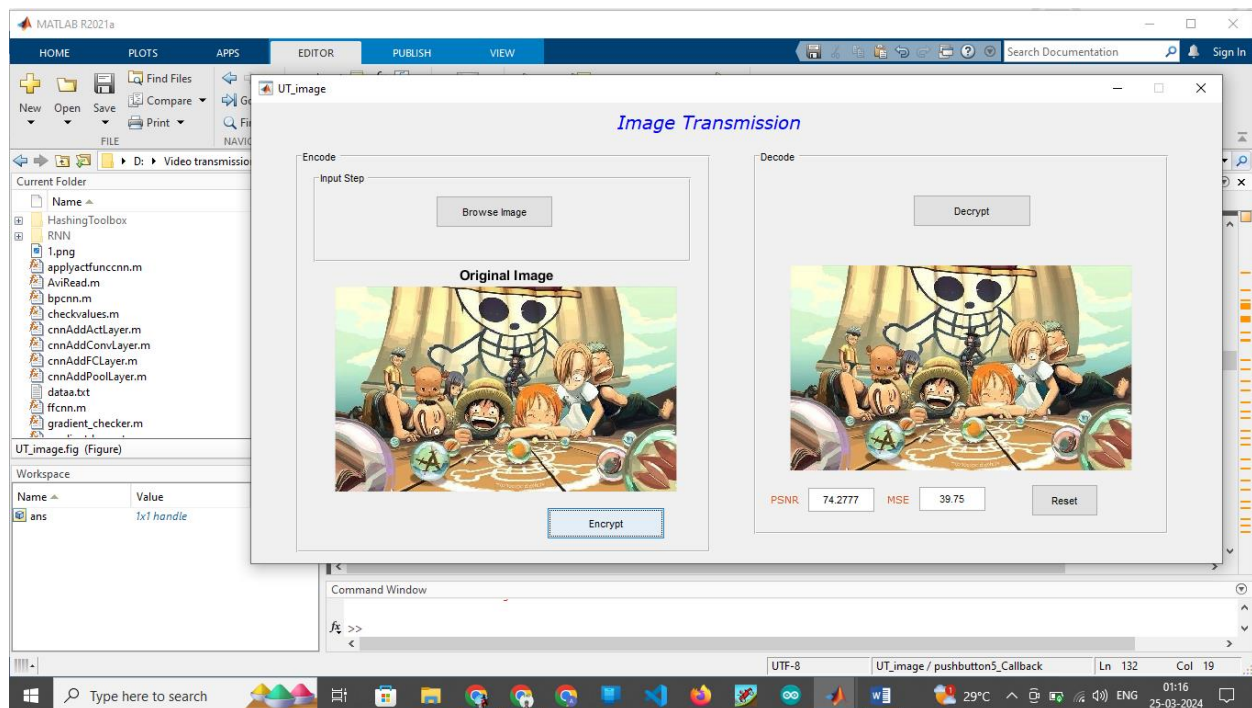 MATLAB R2021a
HOME PLOTS APPS EDITOR PUBLISH VIEW Search Documentation Sign In
New Open Save Find Files
Compare
Print
FILE NAVIG
D: Video transmissio
Current Folder
Name
HashingToolbox
RNN
1.png
applyactfunccnn.m
AviRead.m
bpcnn.m
checkvalues.m
cnnAddActLayer.m
cnnAddConvLayer.m
cnnAddFCLayer.m
cnnAddPoolLayer.m
dataa.txt
ffcnn.m
gradient_checker.m
UT_image.fig (Figure)
Workspace
Name Value
ans 1x1 handle
UT_image
Image Transmission
Encode
Input Step
Browse Image
Original Image
Encrypt
Decode
Decrypt
PSNR 74.2777 MSE 39.75 Reset
Command Window
fx >>
UTF-8 UT_image / pushbutton5_Callback Ln 132 Col 19
Type here to search 29°C ENG 01:16
25-03-2024